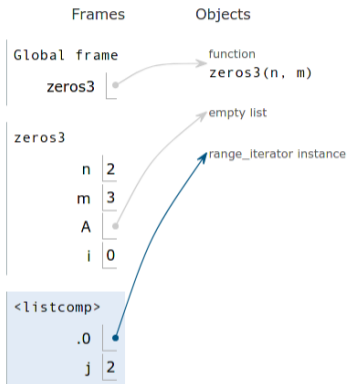 Frames Objects
Global frame
zeros3
function
zeros3(n, m)
empty list
range_iterator instance
zeros3
n 2
m 3
A
i 0
<listcomp>
.0
j 2